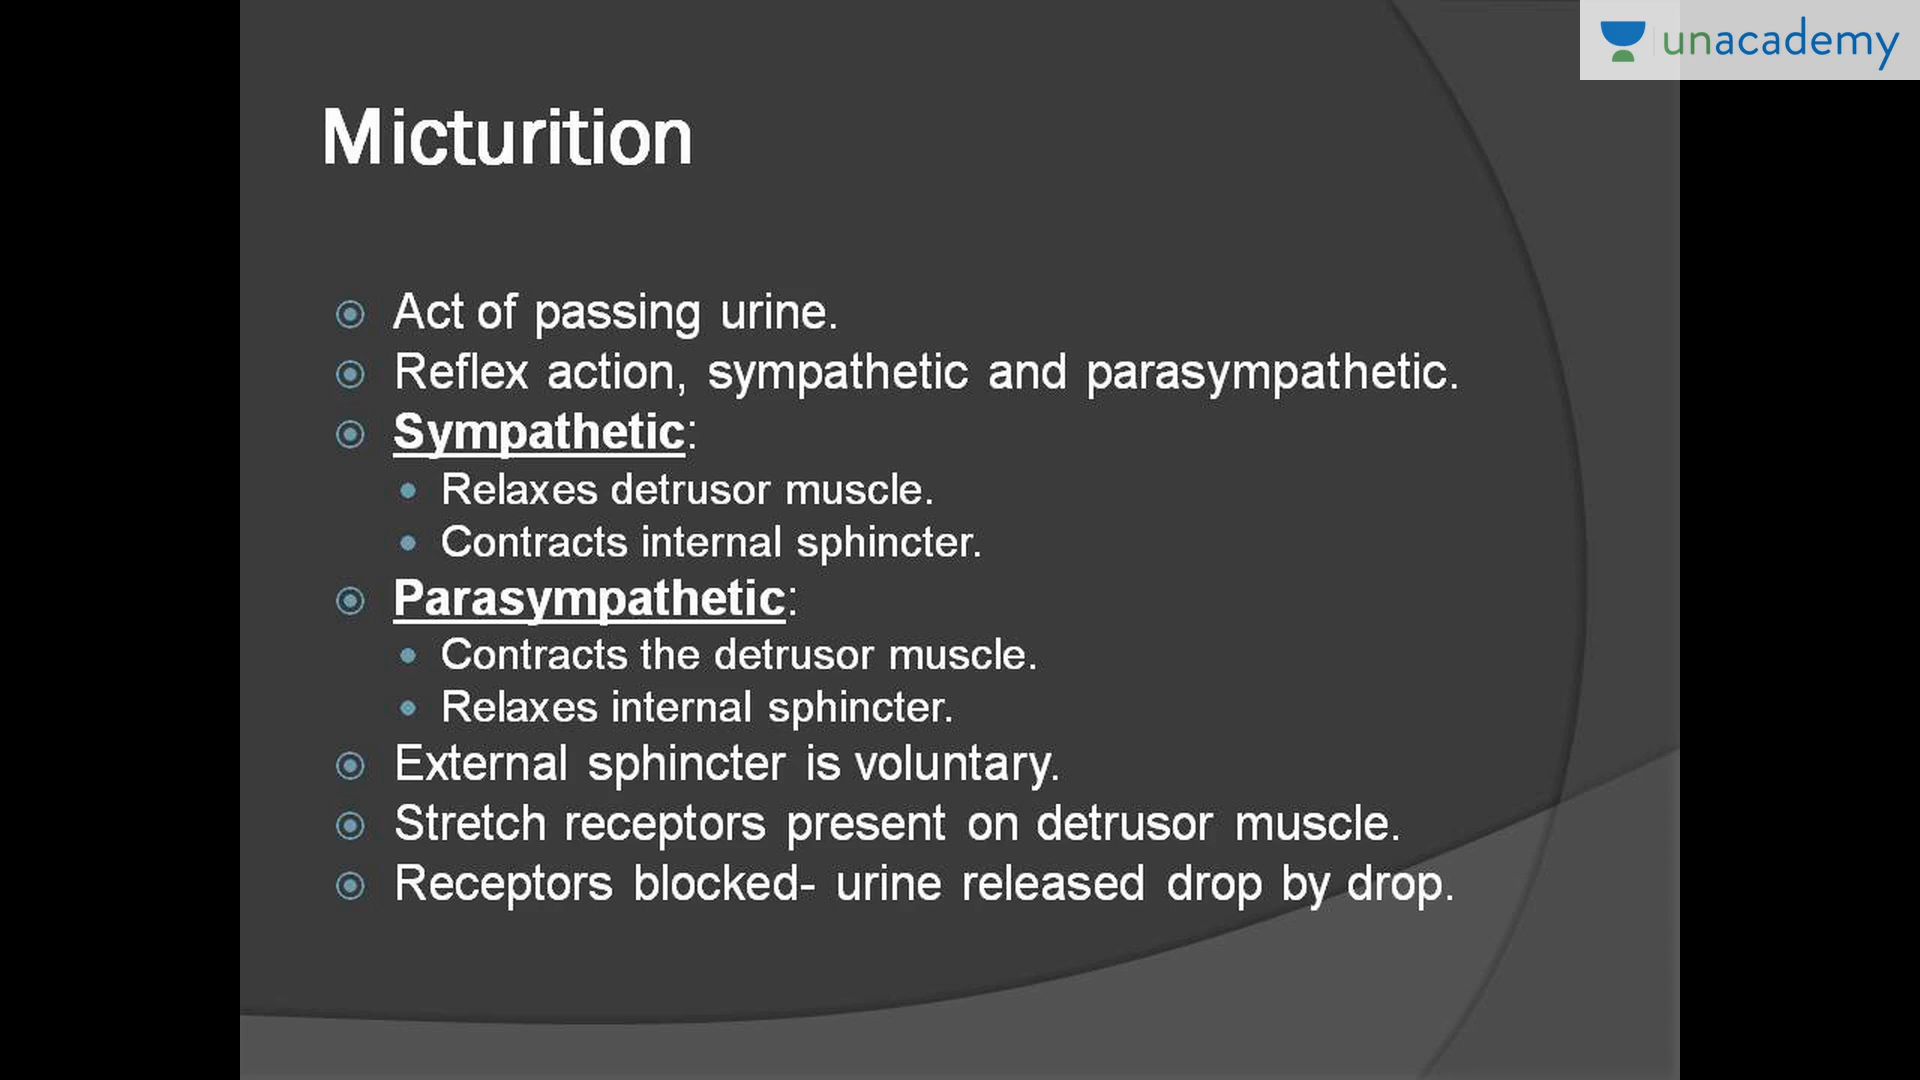 unacademy
Micturition
Act of passing urine.
Reflex action, sympathetic and parasympathetic.
Sympathetic:
Relaxes detrusor muscle.
Contracts internal sphincter.
Parasympathetic:
Contracts the detrusor muscle.
Relaxes internal sphincter.
External sphincter is voluntary.
Stretch receptors present on detrusor muscle.
Receptors blocked- urine released drop by drop.